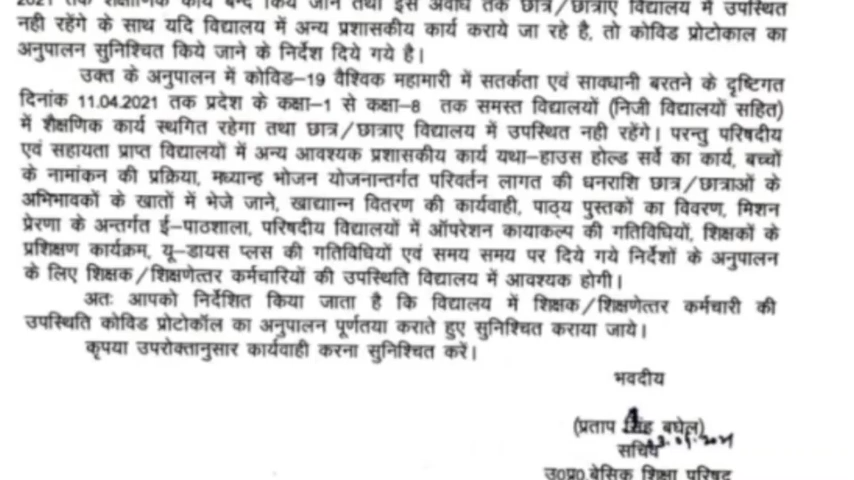 2021 तक शैक्षणिक कार्य बन्द किये जाने तथा इस अवधि तक छात्र/छात्राएं विद्यालय में उपस्थित
नही रहेंगे के साथ यदि विद्यालय में अन्य प्रशासकीय कार्य कराये जा रहे है, तो कोविड प्रोटोकाल का
अनुपालन सुनिश्चित किये जाने के निर्देश दिये गये है।
उक्त के अनुपालन में कोविड–19 वैश्विक महामारी में सतर्कता एवं सावधानी बरतने के दृष्टिगत
दिनांक 11.04.2021 तक प्रदेश के कक्षा–1 से कक्षा–8 तक समस्त विद्यालयों (निजी विद्यालयों सहित)
में शैक्षणिक कार्य स्थगित रहेगा तथा छात्र/छात्राए विद्यालय में उपस्थित नही रहेंगे। परन्तु परिषदीय
एवं सहायता प्राप्त विद्यालयों में अन्य आवश्यक प्रशासकीय कार्य यथा–हाउस होल्ड सर्वे का कार्य, बच्चों
के नामांकन की प्रक्रिया, मध्यान्ह भोजन योजनान्तर्गत परिवर्तन लागत की धनराशि छात्र/छात्राओं के
अभिभावकों के खातों में भेजे जाने, खाद्यान्न वितरण की कार्यवाही, पाठ्य पुस्तकों का विवरण, मिशन
प्रेरणा के अन्तर्गत ई–पाठशाला, परिषदीय विद्यालयों में ऑपरेशन कायाकल्प की गतिविधियों, शिक्षकों के
प्रशिक्षण कार्यक्रम, यू–डायस प्लस की गतिविधियों एवं समय समय पर दिये गये निर्देशों के अनुपालन
के लिए शिक्षक/शिक्षणेत्तर कर्मचारियों की उपस्थिति विद्यालय में आवश्यक होगी।
अतः आपको निर्देशित किया जाता है कि विद्यालय में शिक्षक/शिक्षणेत्तर कर्मचारी की
उपस्थिति कोविड प्रोटोकॉल का अनुपालन पूर्णतया कराते हुए सुनिश्चित कराया जाये।
कृपया उपरोक्तानुसार कार्यवाही करना सुनिश्चित करें।
भवदीय
(प्रताप सिंह बघेल)
सचिव
उ0प्र0 बेसिक शिक्षा परिषद